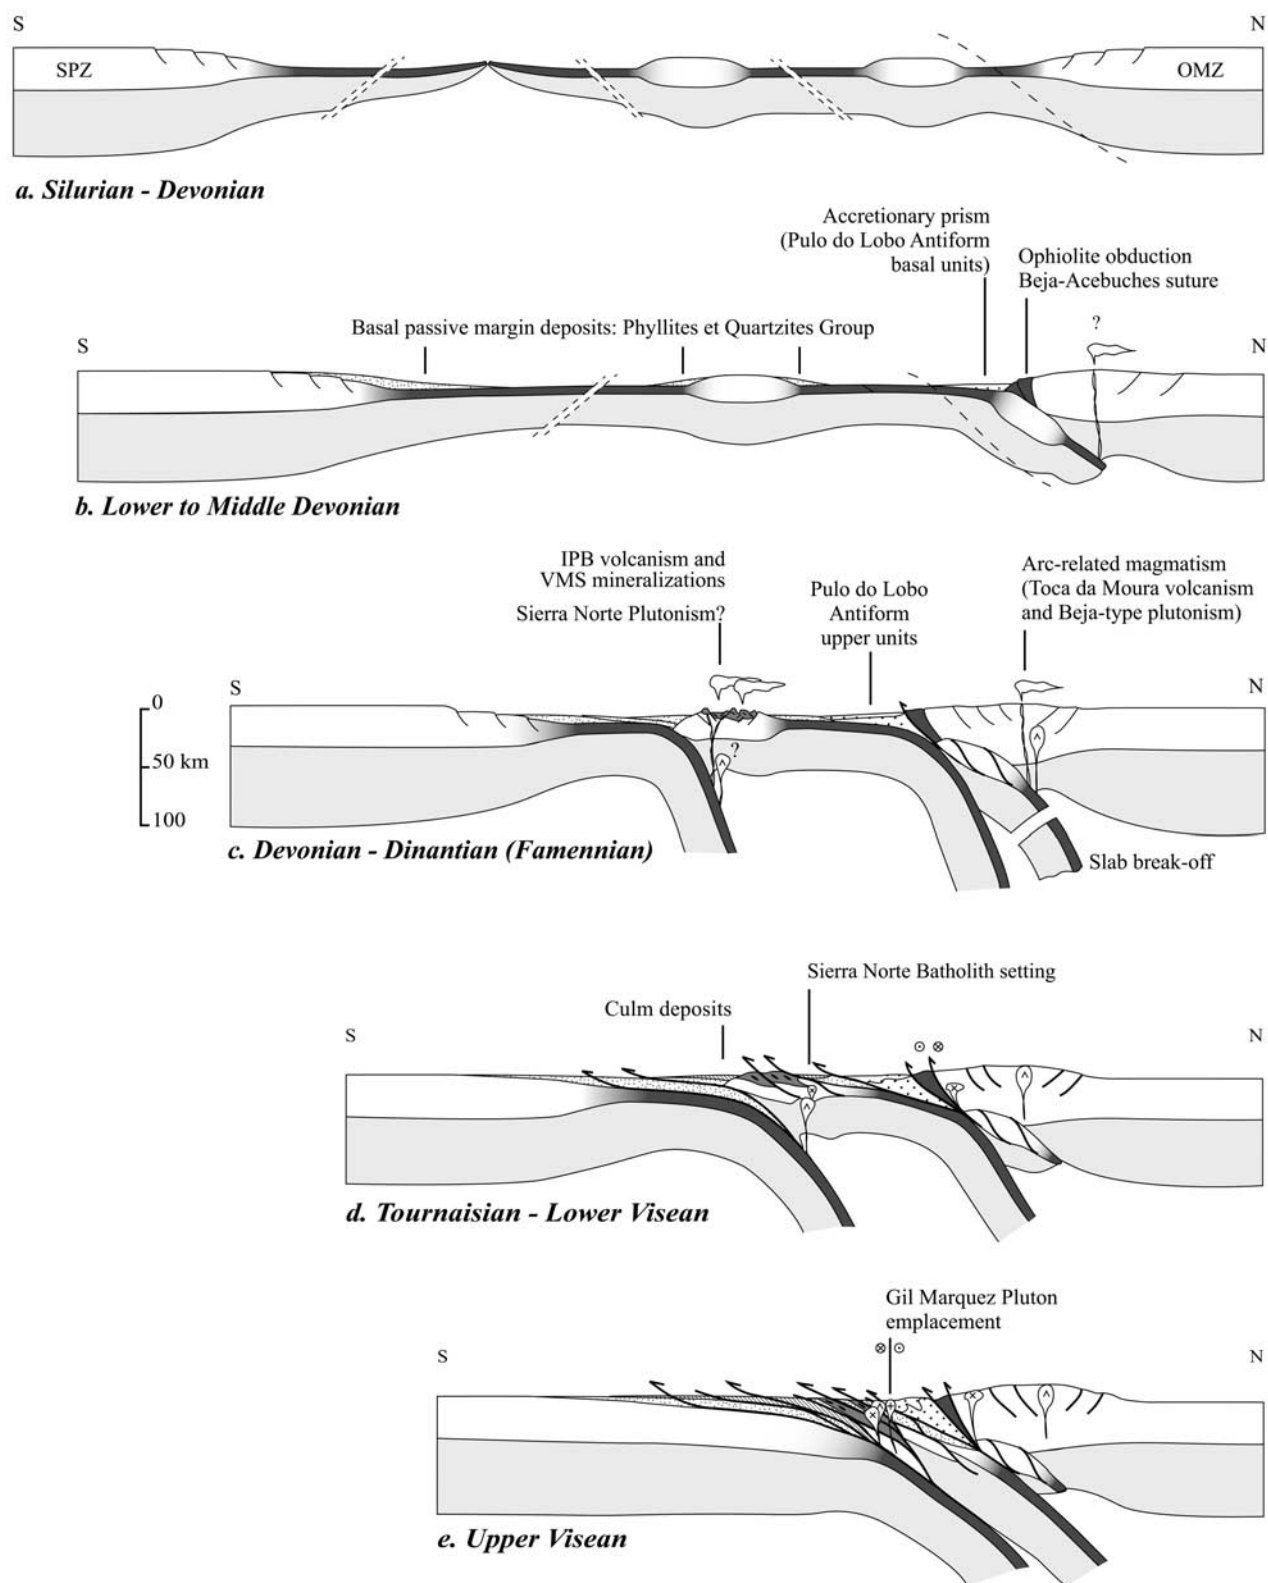 S
N
SPZ
OMZ
a. Silurian - Devonian
Accretionary prism
(Pulo do Lobo Antiform
basal units)
Ophiolite obduction
Beja-Acebuches suture
Basal passive margin deposits: Phyllites et Quartzites Group
?
S
N
b. Lower to Middle Devonian
IPB volcanism and
VMS mineralizations
Sierra Norte Plutonism?
Pulo do Lobo
Antiform
upper units
Arc-related magmatism
(Toca da Moura volcanism
and Beja-type plutonism)
S
N
0
50 km
100
?
c. Devonian - Dinantian (Famennian)
Slab break-off
Sierra Norte Batholith setting
Culm deposits
S
N
d. Tournaisian - Lower Visean
Gil Marquez Pluton
emplacement
S
N
e. Upper Visean